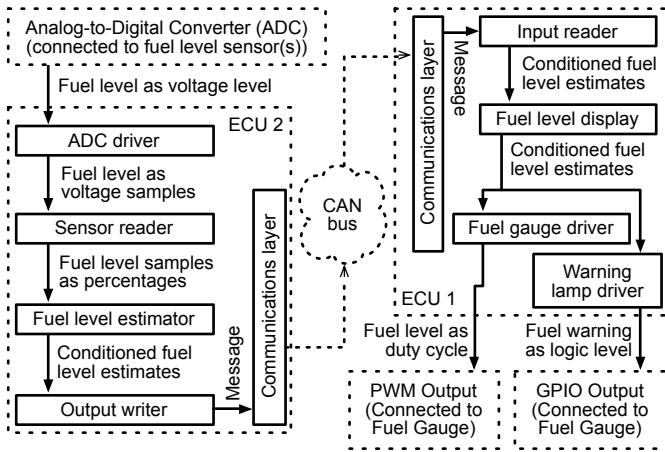 Analog-to-Digital Converter (ADC)
(connected to fuel level sensor(s))
Fuel level as voltage level
ECU 2
ADC driver
Fuel level as
voltage samples
Sensor reader
Fuel level samples
as percentages
Fuel level estimator
Conditioned fuel
level estimates
Output writer
Message
Communications layer
CAN
bus
Communications layer
Message
Input reader
Conditioned fuel
level estimates
Fuel level display
Conditioned fuel
level estimates
Fuel gauge driver
Warning
lamp driver
ECU 1
Fuel level as
duty cycle
Fuel warning
as logic level
PWM Output
(Connected to
Fuel Gauge)
GPIO Output
(Connected to
Fuel Gauge)